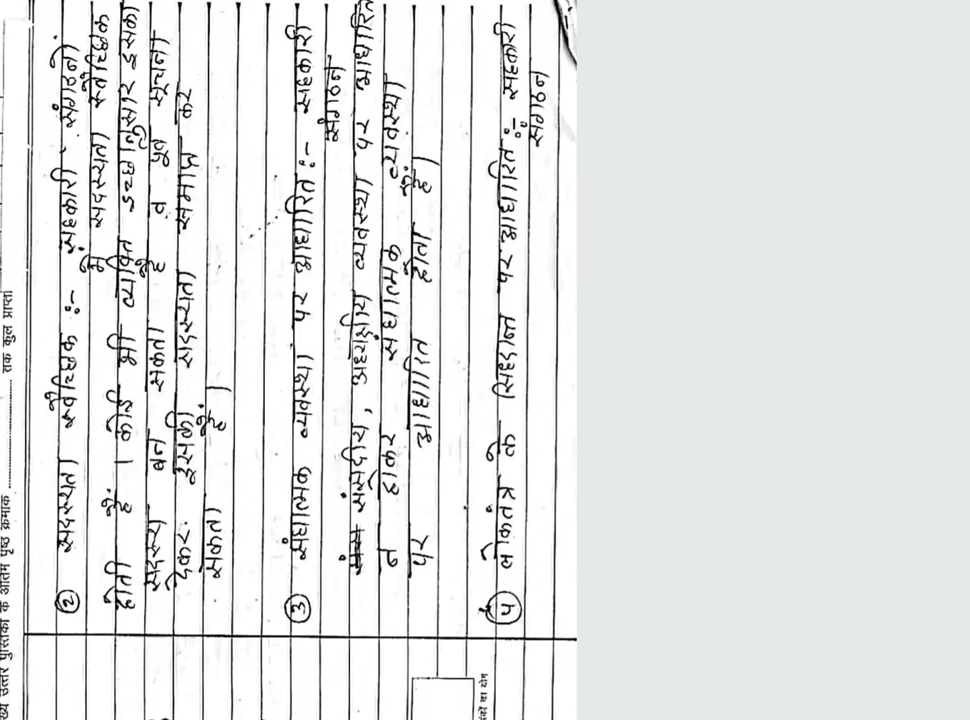 ख्य उत्तर पुस्तिका के अंतिम पृष्ठ क्रमांक .................... तक कुल प्राप्तां
② सदस्यता स्वैच्छिक :- सहकारी संगठनों
में सदस्यता स्वैच्छिक
होती हैं। कोई भी व्यक्ति इच्छानुसार इसका
सदस्य बन सकता है व पूर्व सूचना
देकर इसकी सदस्यता समाप्त कर
सकता हैं।
③ संघात्मक व्यवस्था पर आधारित :- सहकारी
संगठन
संसदीय, अध्यक्षीय व्यवस्था पर आधारित
न होकर संघात्मक व्यवस्था
पर आधारित होता हैं।
④ लोकतंत्र के सिद्धान्त पर आधारित :- सहकारी
संगठन
अंकों का योग